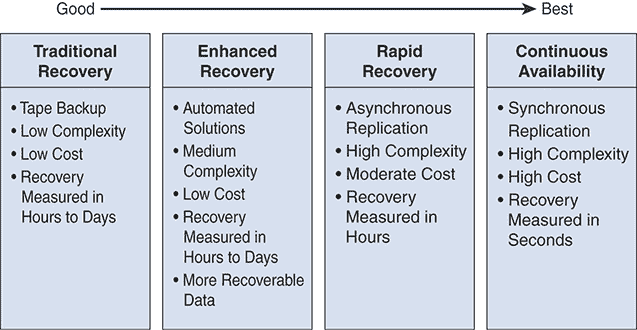 Good Best
Traditional
Recovery
• Tape Backup
• Low Complexity
• Low Cost
• Recovery
Measured in
Hours to Days
Enhanced
Recovery
• Automated
Solutions
• Medium
Complexity
• Low Cost
• Recovery
Measured in
Hours to Days
• More Recoverable
Data
Rapid
Recovery
• Asynchronous
Replication
• High Complexity
• Moderate Cost
• Recovery
Measured in
Hours
Continuous
Availability
• Synchronous
Replication
• High Complexity
• High Cost
• Recovery
Measured in
Seconds